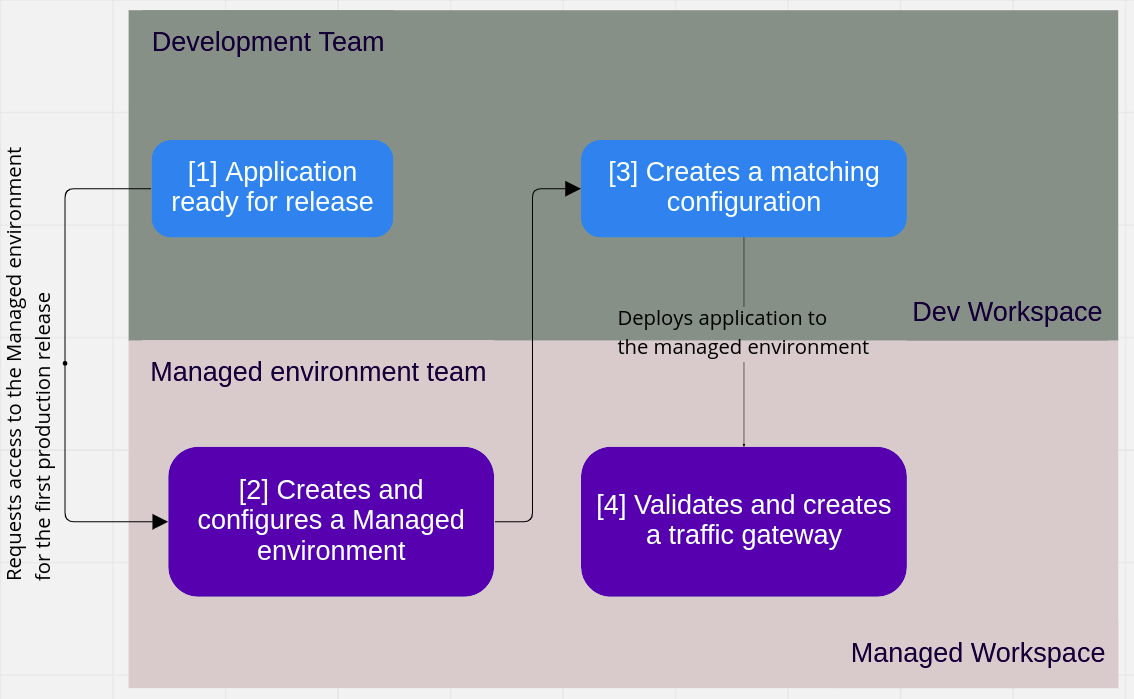 Development Team
[1] Application
ready for release
[3] Creates a matching
configuration
Requests access to the Managed environment
for the first production release
Dev Workspace
Deploys application to
the managed environment
Managed environment team
[2] Creates and
configures a Managed
environment
[4] Validates and creates
a traffic gateway
Managed Workspace